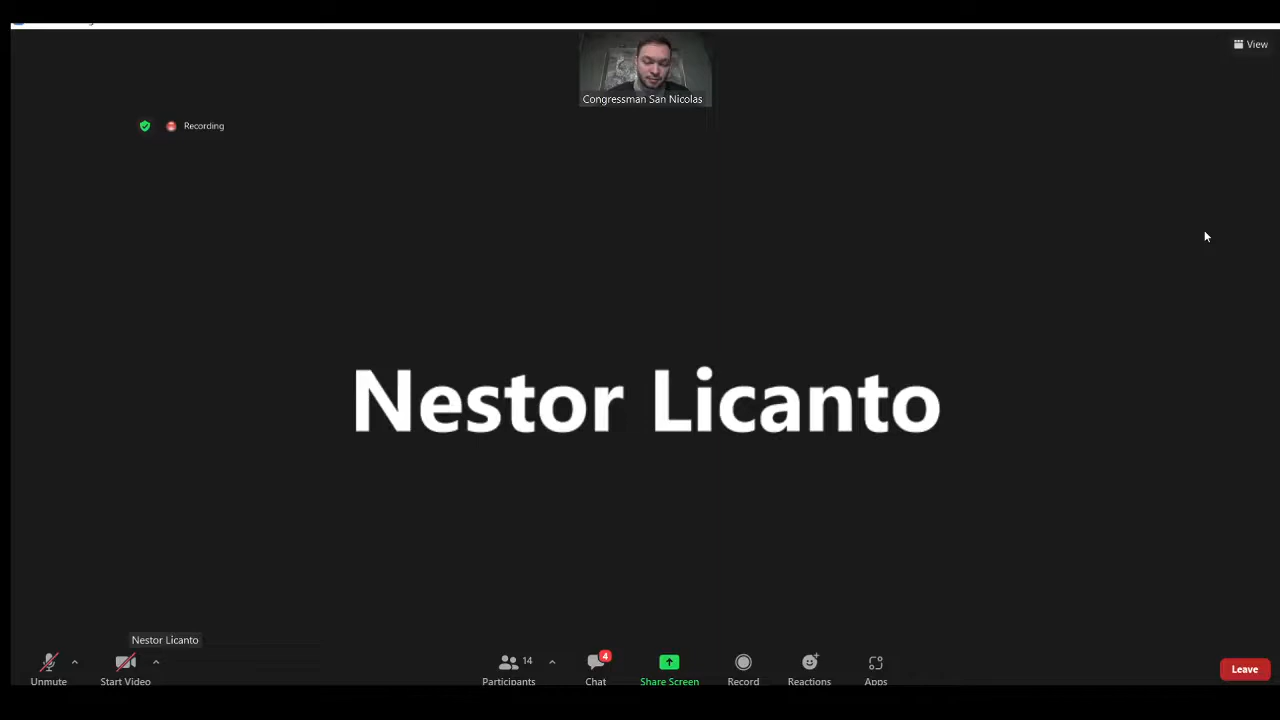 View
Congressman San Nicolas
Recording
Nestor Licanto
Nestor Licanto
14
4
Unmute
Start Video
Participants
Chat
Share Screen
Record
Reactions
Apps
Leave